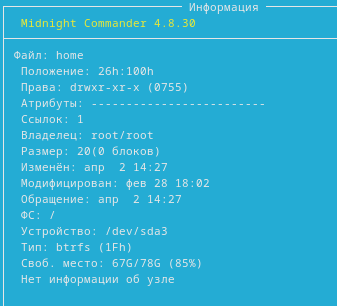 Информация
Midnight Commander 4.8.30
Файл: home
Положение: 26h:100h
Права: drwxr-xr-x (0755)
Атрибуты: -------------------------
Ссылок: 1
Владелец: root/root
Размер: 20(0 блоков)
Изменён: апр  2 14:27
Модифицирован: фев 28 18:02
Обращение: апр  2 14:27
ФС: /
Устройство: /dev/sda3
Тип: btrfs (1Fh)
Своб. место: 67G/78G (85%)
Нет информации об узле